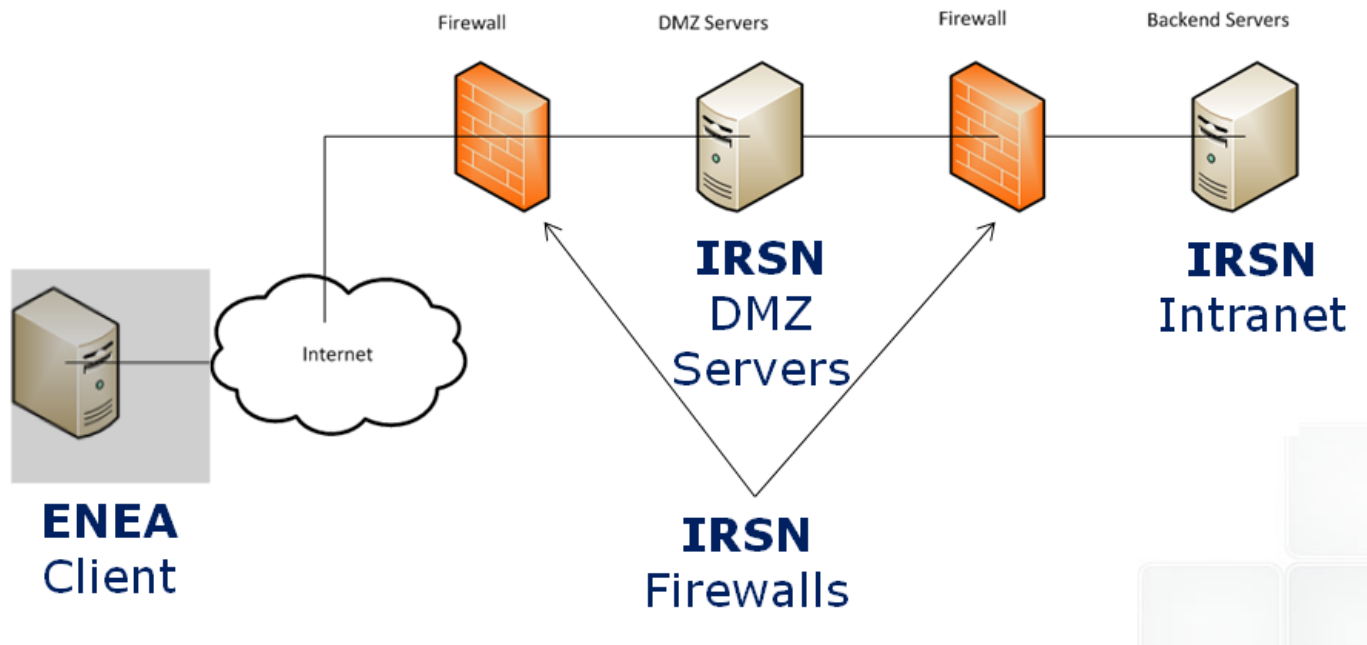 Firewall
DMZ Servers
Firewall
Backend Servers
IRSN
DMZ
Servers
IRSN
Intranet
Internet
ENEA
Client
IRSN
Firewalls